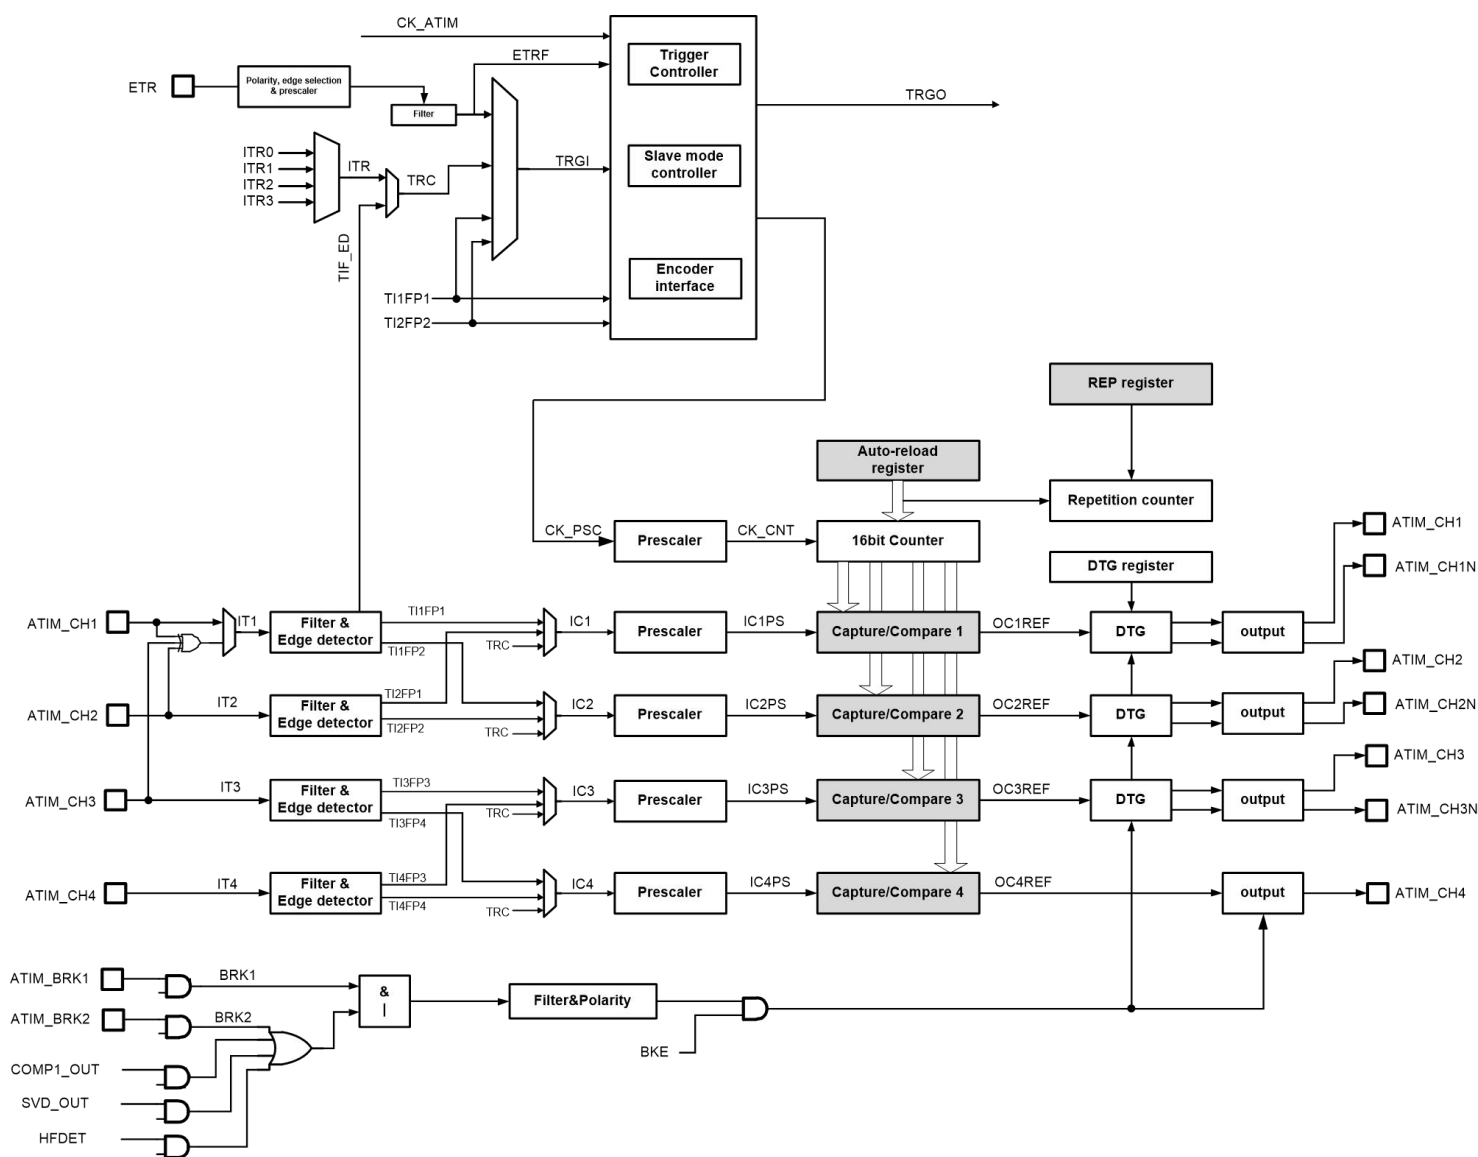 CK_ATIM
ETRF
Trigger
Controller
Polarity, edge selection
& prescaler
ETR
Filter
TRGO
ITR0
ITR1
ITR2
ITR3
ITR
TRC
TRGI
Slave mode
controller
TIF_ED
Encoder
interface
TI1FP1
TI2FP2
REP register
Auto-reload
register
Repetition counter
CK_PSC
Prescaler
CK_CNT
16bit Counter
DTG register
ATIM_CH1
ATIM_CH1N
ATIM_CH1
IT1
Filter &
Edge detector
TI1FP1
TI1FP2
TRC
IC1
Prescaler
IC1PS
Capture/Compare 1
OC1REF
DTG
output
ATIM_CH2
ATIM_CH2N
ATIM_CH2
IT2
Filter &
Edge detector
TI2FP1
TI2FP2
TRC
IC2
Prescaler
IC2PS
Capture/Compare 2
OC2REF
DTG
output
ATIM_CH3
ATIM_CH3N
ATIM_CH3
IT3
Filter &
Edge detector
TI3FP3
TI3FP4
TRC
IC3
Prescaler
IC3PS
Capture/Compare 3
OC3REF
DTG
output
ATIM_CH4
IT4
Filter &
Edge detector
TI4FP3
TI4FP4
TRC
IC4
Prescaler
IC4PS
Capture/Compare 4
OC4REF
output
ATIM_CH4
ATIM_BRK1
BRK1
&
|
Filter&Polarity
ATIM_BRK2
BRK2
BKE
COMP1_OUT
SVD_OUT
HFDET